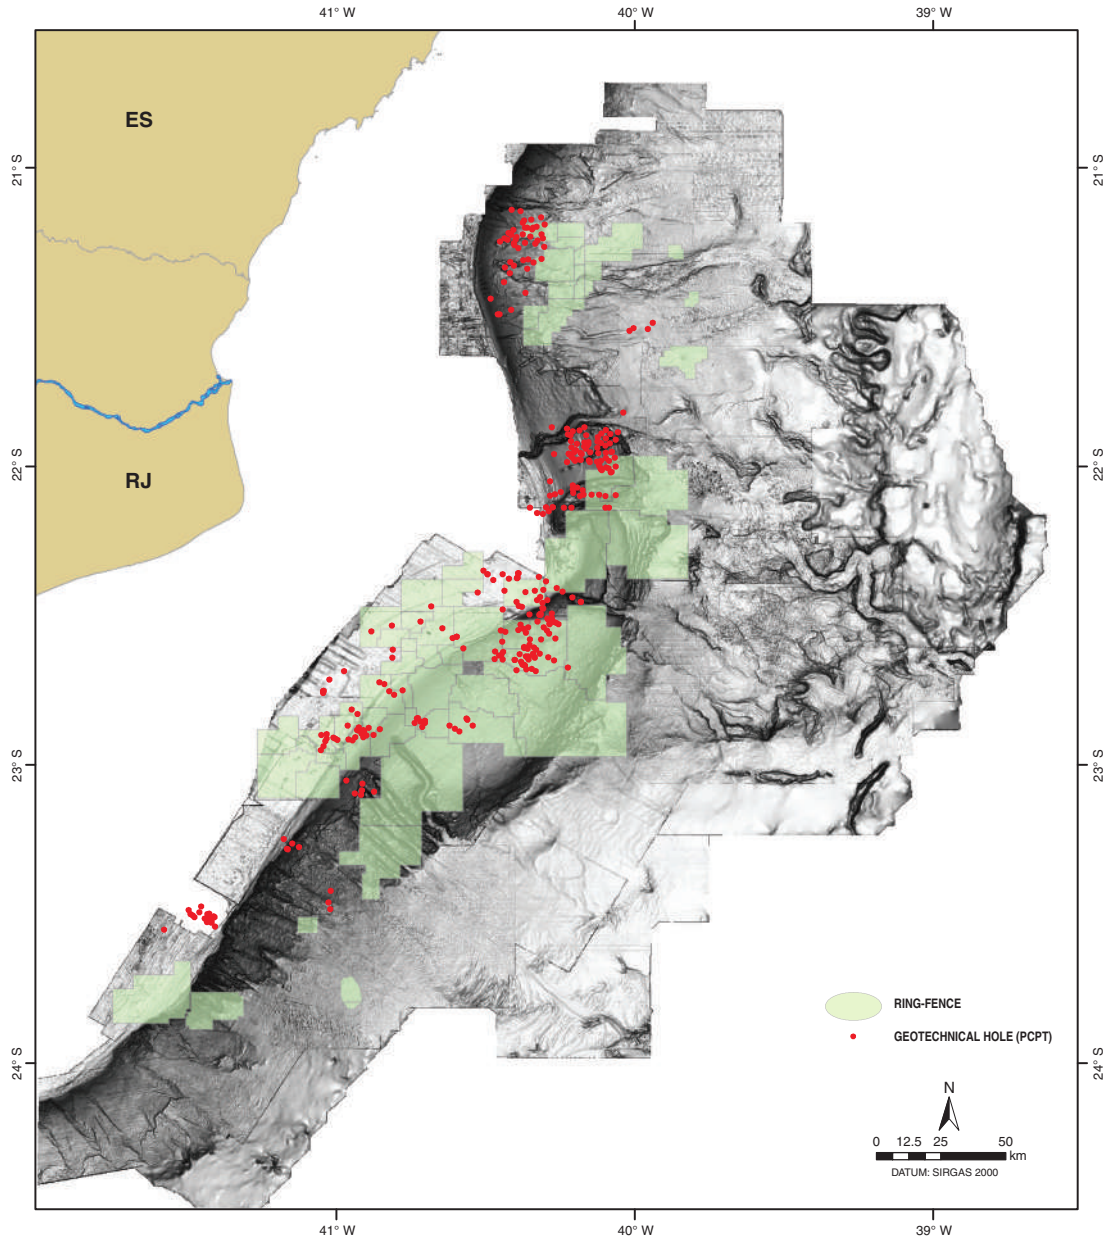 41° W
40° W
39° W
ES
21° S
21° S
22° S
22° S
RJ
23° S
23° S
RING-FENCE
GEOTECHNICAL HOLE (PCPT)
24° S
24° S
N
0 12.5 25 50
km
DATUM: SIRGAS 2000
41° W
40° W
39° W